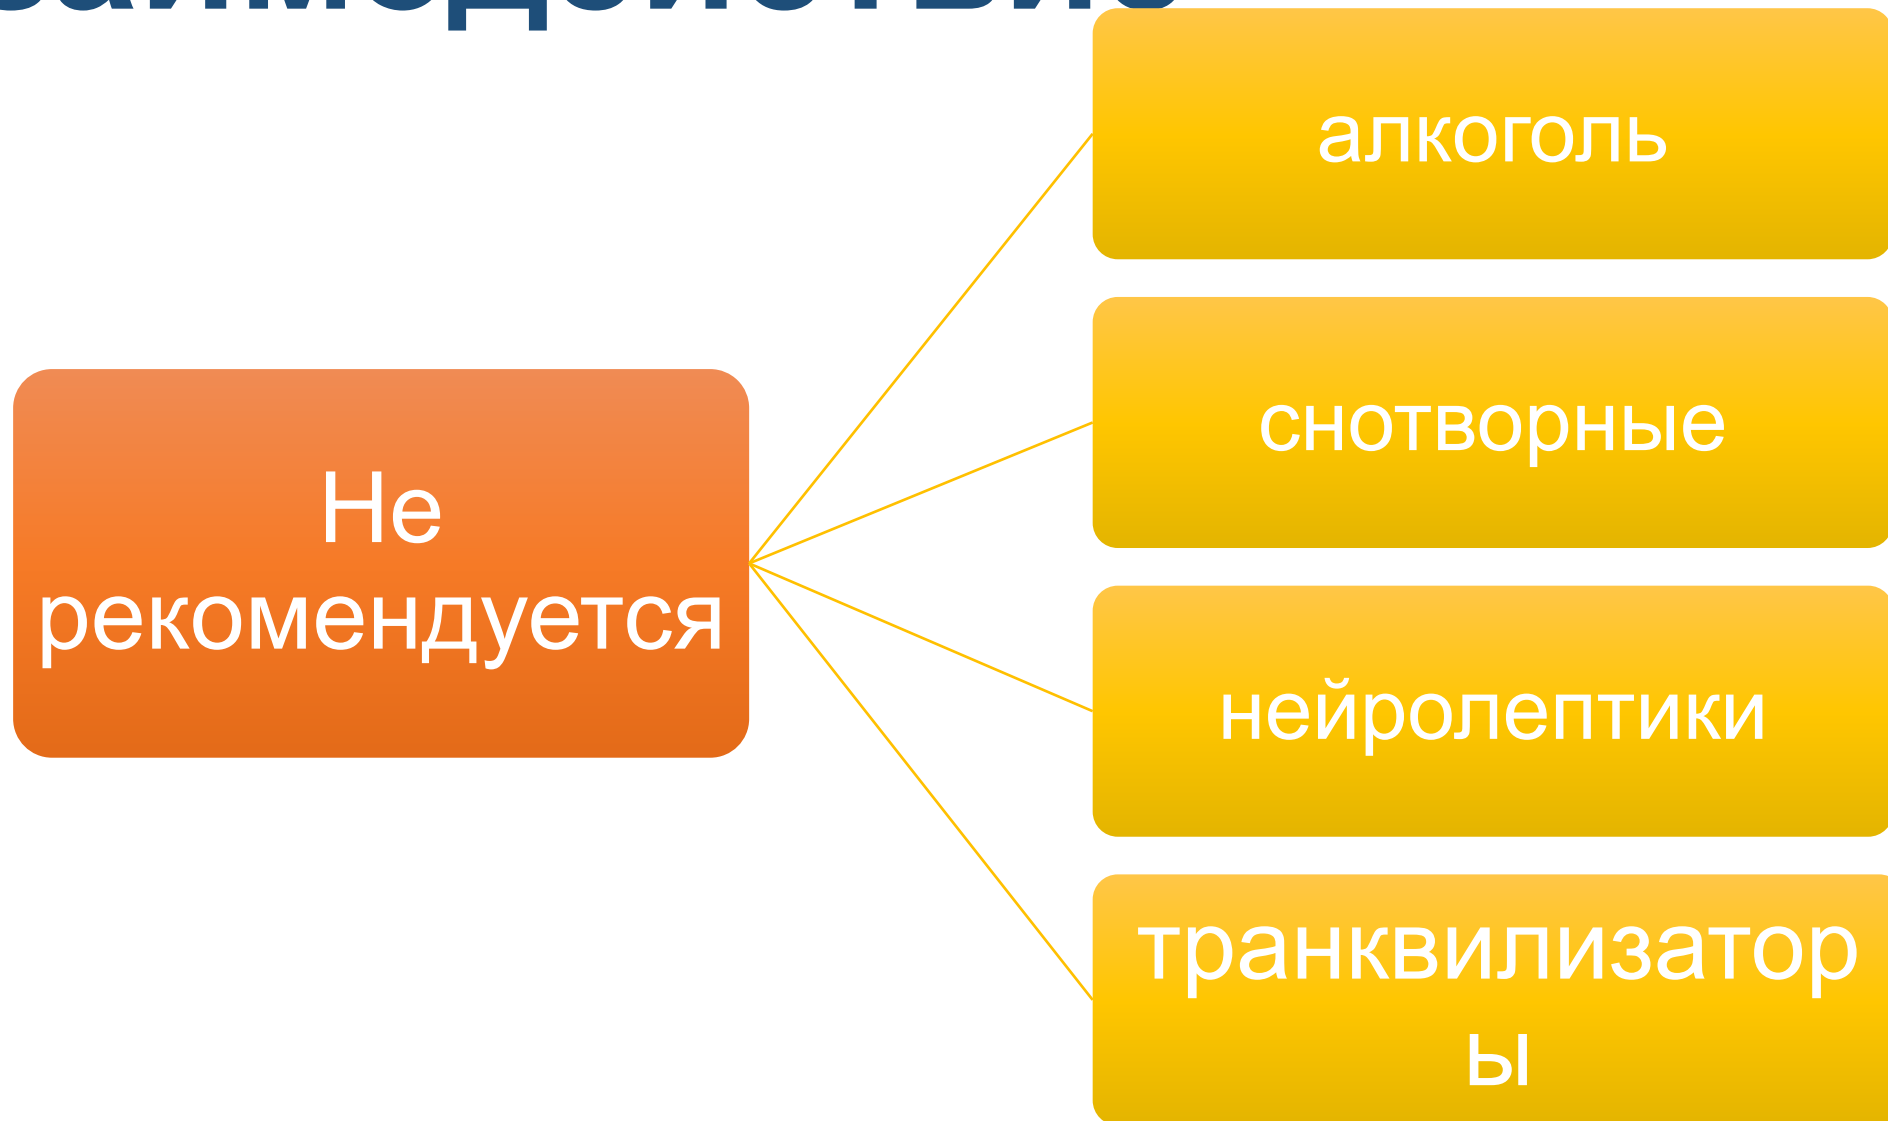 Не
рекомендуется
алкоголь
снотворные
нейролептики
транквилизатор
ы